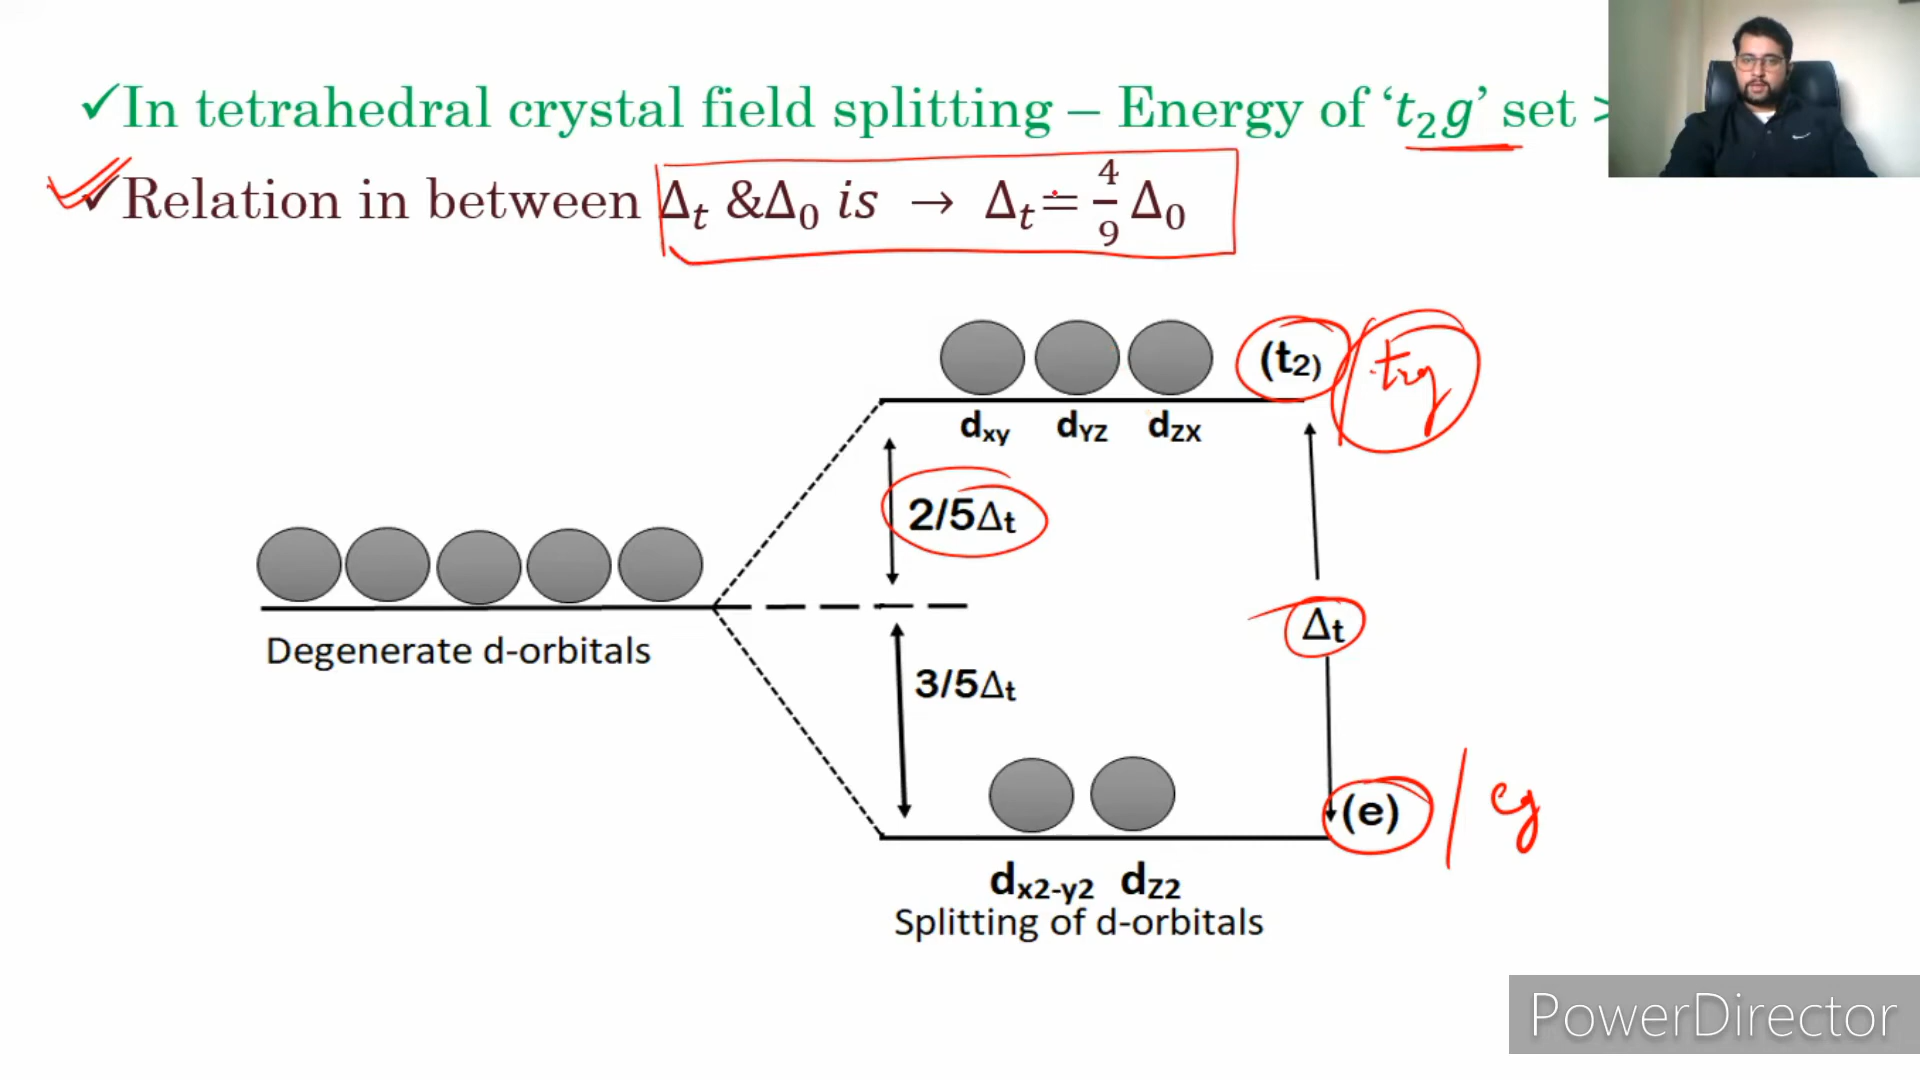 ✓In tetrahedral crystal field splitting – Energy of ‘t₂g’ set >
✓Relation in between Δt &Δ0 is → Δt = 4/9 Δ0
(t2)
t2g
dxy dYZ dZX
2/5Δt
Degenerate d-orbitals
Δt
3/5Δt
(e) / eg
dx2-y2 dZ2
Splitting of d-orbitals
PowerDirector